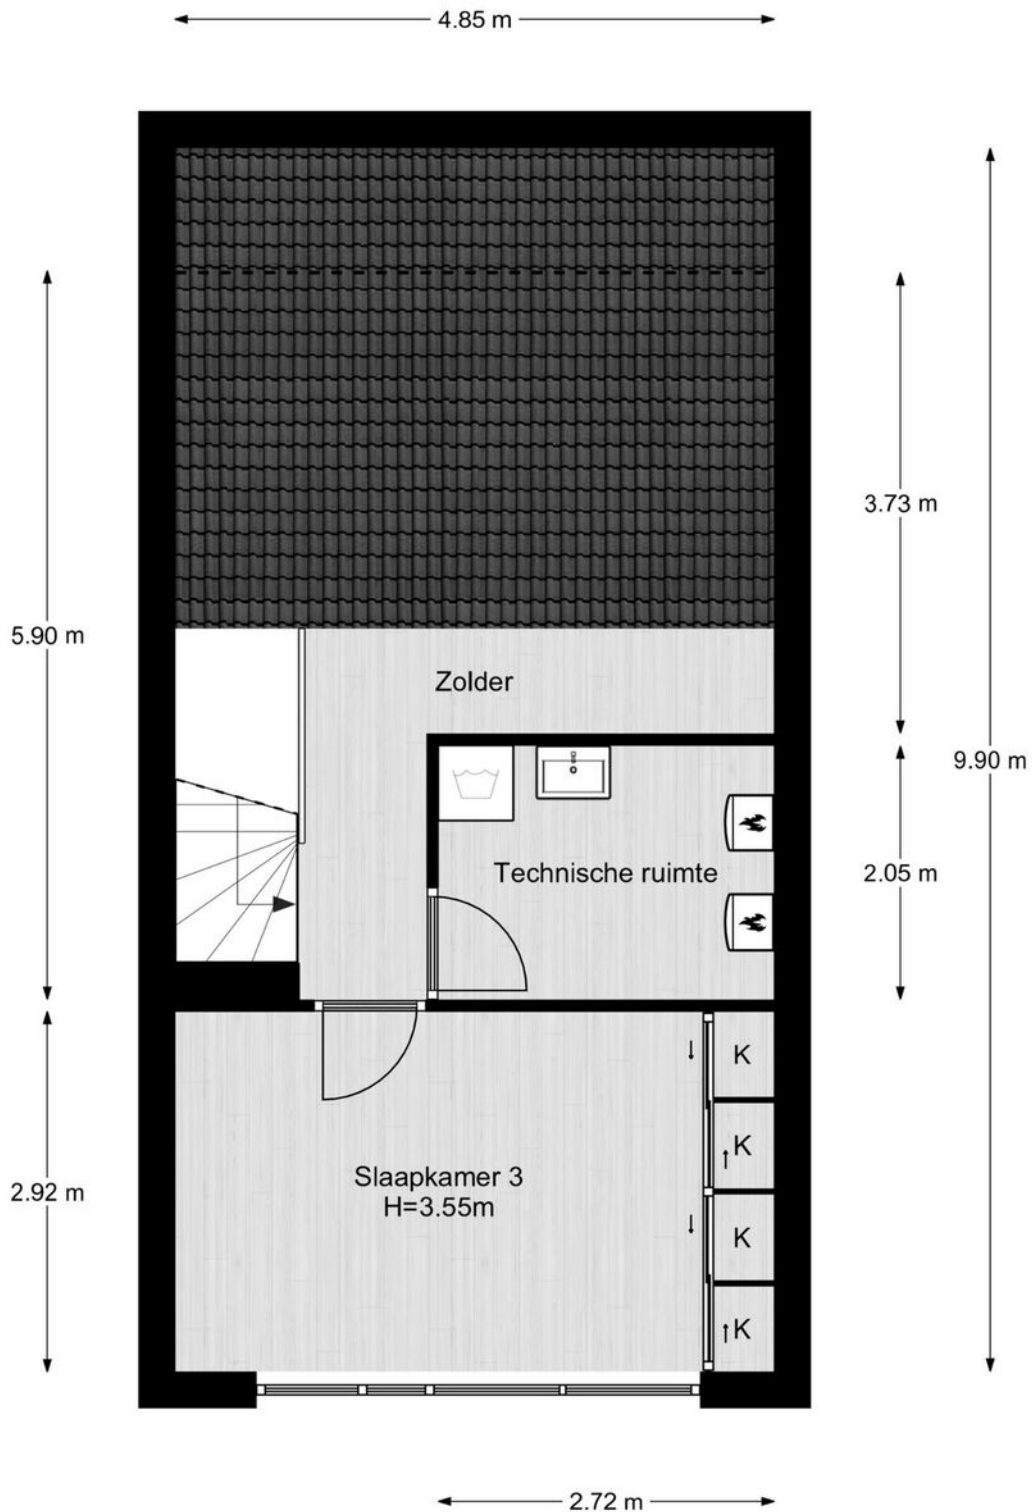 4.85 m
5.90 m
3.73 m
Zolder
9.90 m
Technische ruimte
2.05 m
K
K
Slaapkamer 3
H=3.55m
2.92 m
K
K
2.72 m